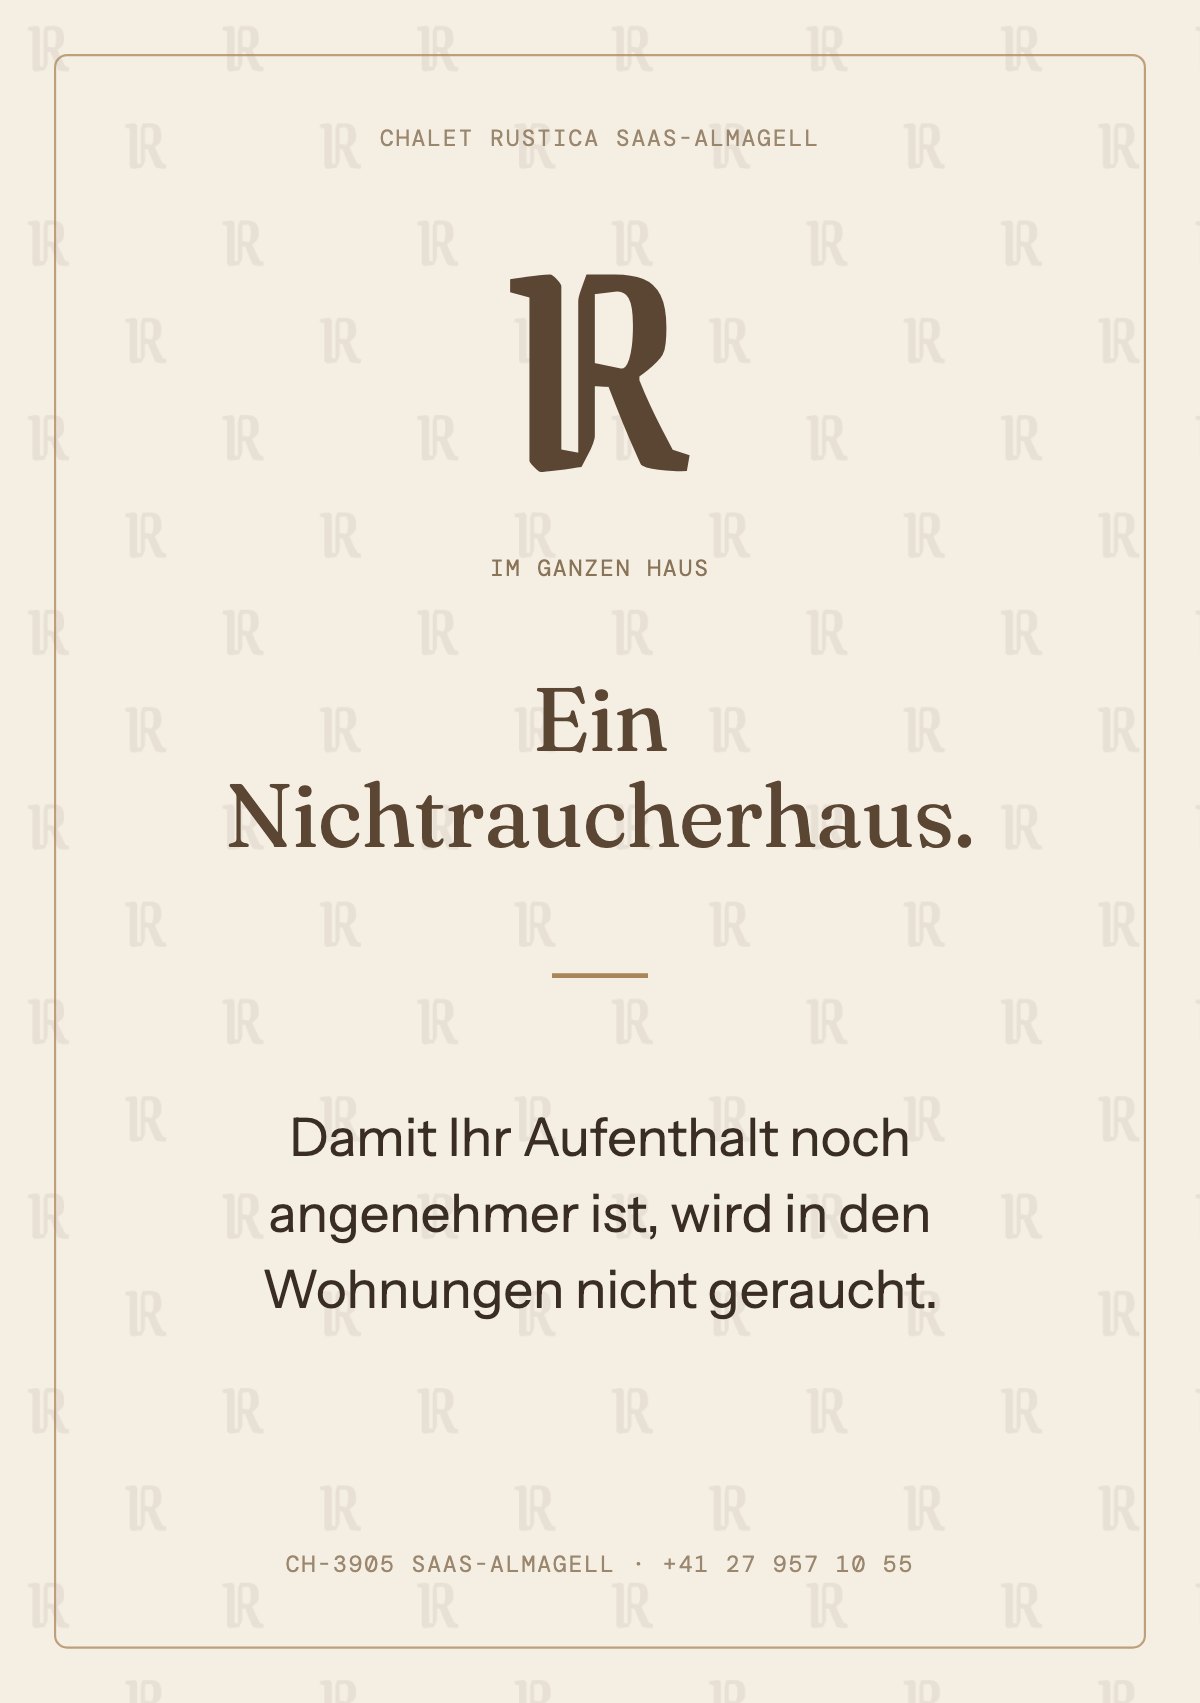 CHALET RUSTICA SAAS-ALMAGELL
R
IM GANZEN HAUS
Ein
Nichtraucherhaus.
Damit Ihr Aufenthalt noch
angenehmer ist, wird in den
Wohnungen nicht geraucht.
CH-3905 SAAS-ALMAGELL · +41 27 957 10 55